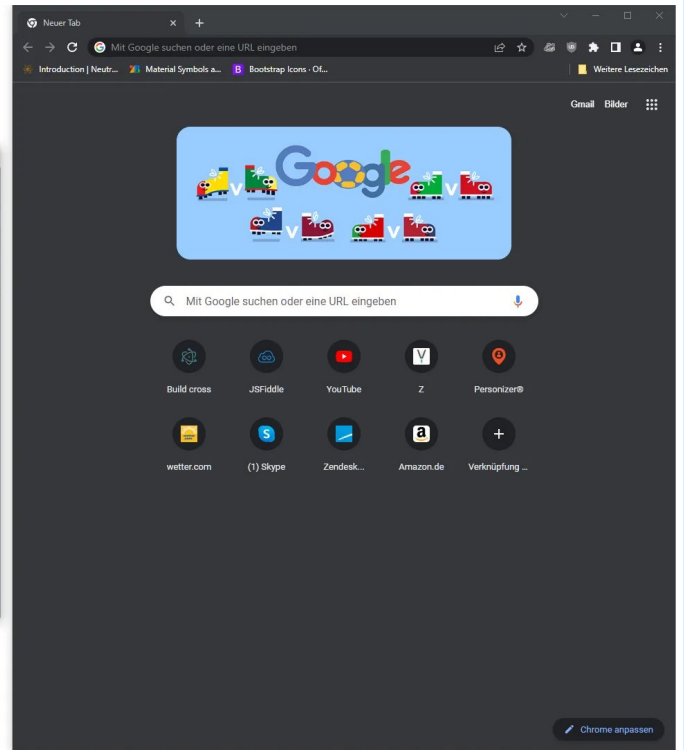 Neuer Tab
Mit Google suchen oder eine URL eingeben
Introduction | Neutr... Material Symbols a... B Bootstrap Icons · Of... Weitere Lesezeichen
Gmail Bilder
Google
v v
v v
Mit Google suchen oder eine URL eingeben
Build cross JSFiddle YouTube Z Personizer®
wetter.com (1) Skype Zendesk... Amazon.de Verknüpfung ...
Chrome anpassen